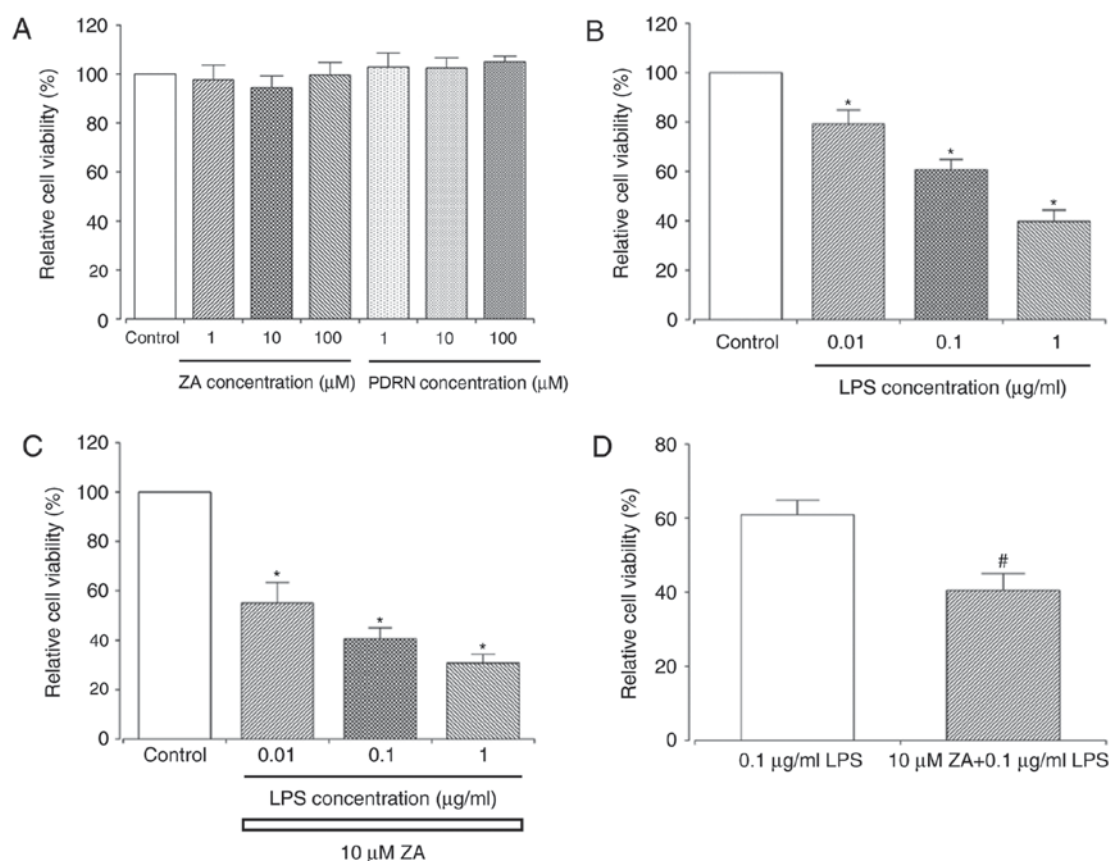 A
Relative cell viability (%)
120
100
80
60
40
20
0
Control 1 10 100 1 10 100
ZA concentration (μM) PDRN concentration (μM)
B
Relative cell viability (%)
120
100
80
60
40
20
0
*
*
*
Control 0.01 0.1 1
LPS concentration (μg/ml)
C
Relative cell viability (%)
120
100
80
60
40
20
0
*
*
*
Control 0.01 0.1 1
LPS concentration (μg/ml)
10 μM ZA
D
Relative cell viability (%)
80
60
40
20
0
#
0.1 μg/ml LPS 10 μM ZA+0.1 μg/ml LPS